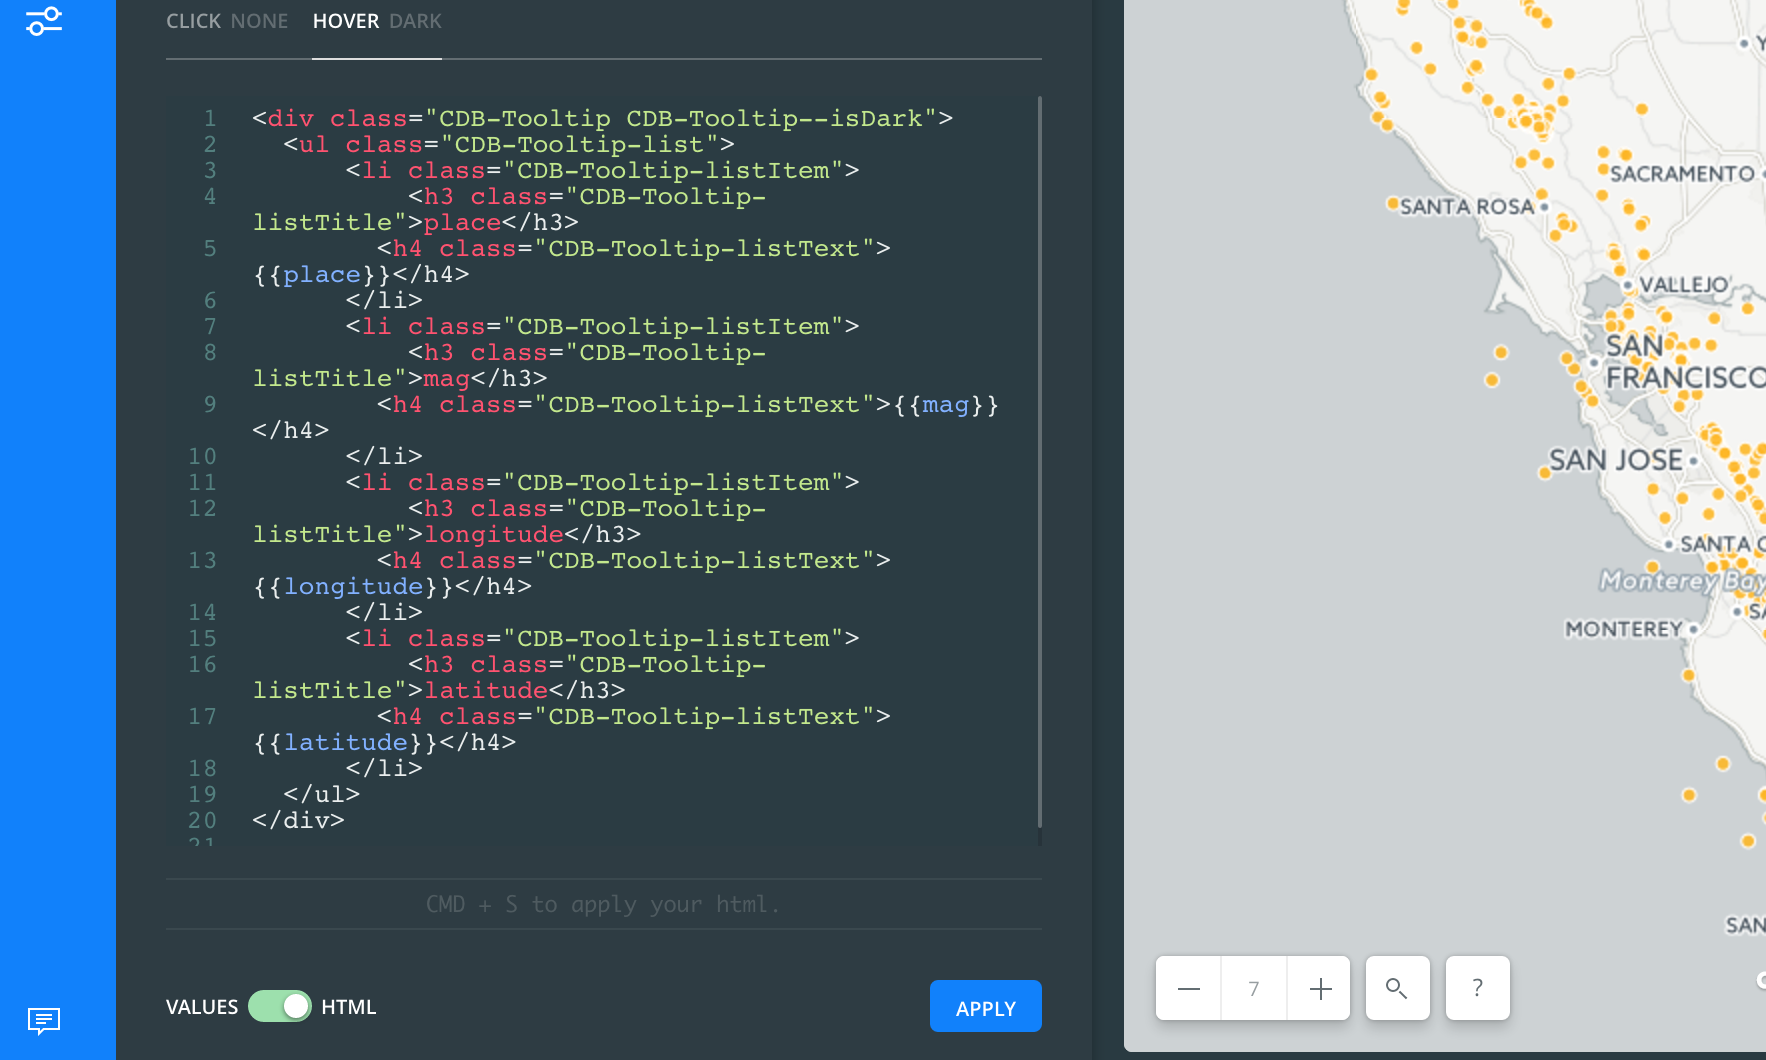 CLICK NONE HOVER DARK
1 <div class="CDB-Tooltip CDB-Tooltip--isDark">
2 <ul class="CDB-Tooltip-list">
3 <li class="CDB-Tooltip-listItem">
4 <h3 class="CDB-Tooltip-
listTitle">place</h3>
5 <h4 class="CDB-Tooltip-listText">
{{place}}</h4>
6 </li>
7 <li class="CDB-Tooltip-listItem">
8 <h3 class="CDB-Tooltip-
listTitle">mag</h3>
9 <h4 class="CDB-Tooltip-listText">{{mag}}
</h4>
10 </li>
11 <li class="CDB-Tooltip-listItem">
12 <h3 class="CDB-Tooltip-
listTitle">longitude</h3>
13 <h4 class="CDB-Tooltip-listText">
{{longitude}}</h4>
14 </li>
15 <li class="CDB-Tooltip-listItem">
16 <h3 class="CDB-Tooltip-
listTitle">latitude</h3>
17 <h4 class="CDB-Tooltip-listText">
{{latitude}}</h4>
18 </li>
19 </ul>
20 </div>
21
CMD + S to apply your html.
VALUES HTML
APPLY
Y
SACRAMENTO
SANTA ROSA
VALLEJO
SAN
FRANCISCO
SAN JOSE
SANTA C
Monterey Bay
SA
MONTEREY
SAN
7
?